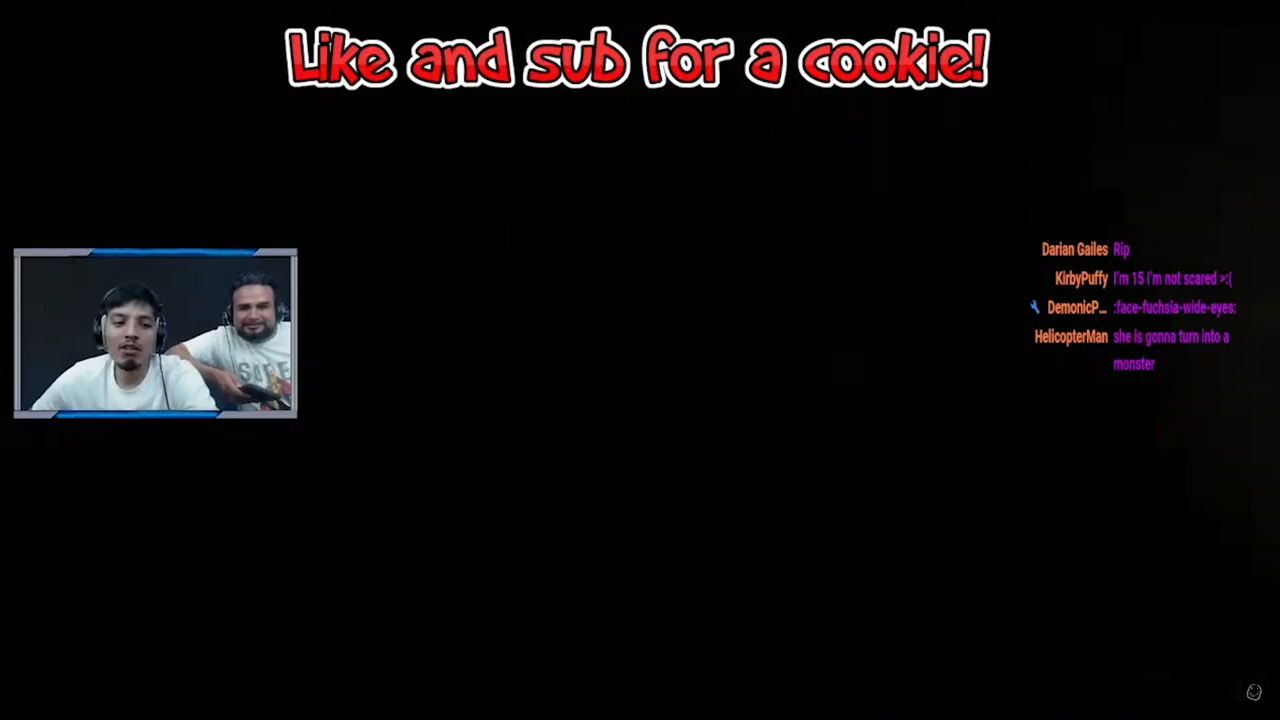 Like and sub for a cookie!
Darian Gailes Rip
KirbyPuffy I'm 15 I'm not scared >:(
DemonicP... :face-fuchsia-wide-eyes:
HelicopterMan she is gonna turn into a
monster